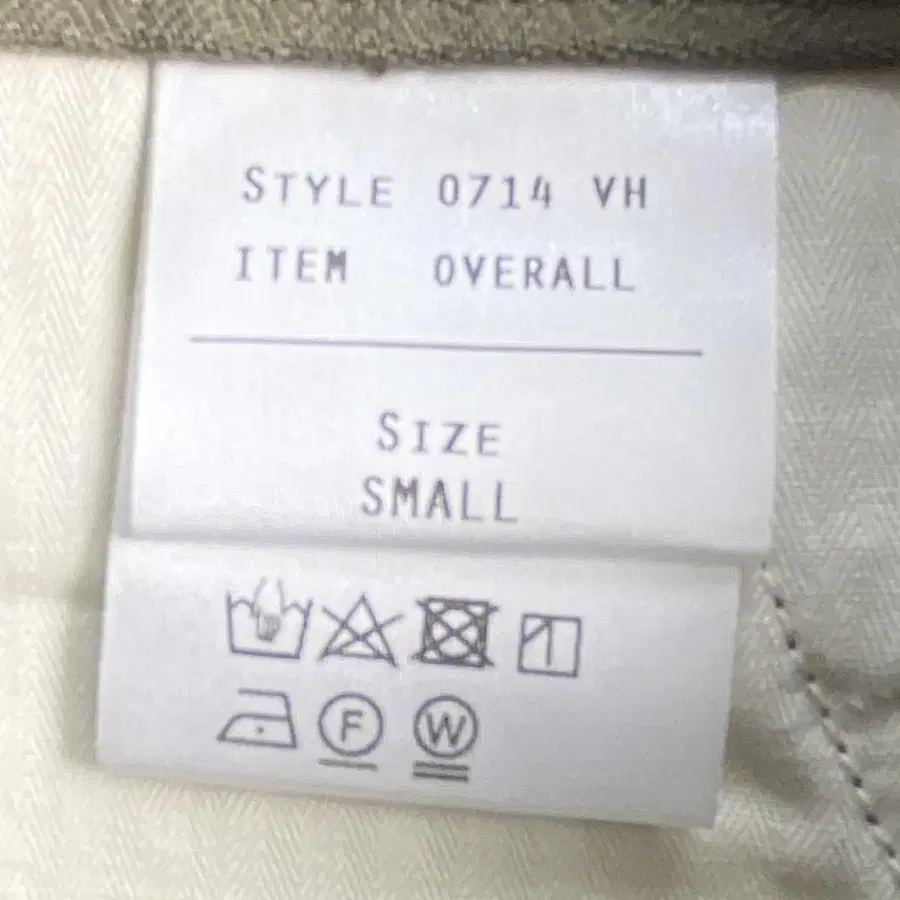 STYLE 0714 VH
ITEM OVERALL
SIZE
SMALL
F W